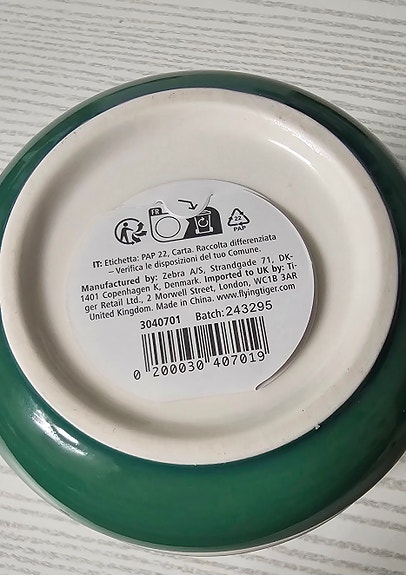 FR
22
PAP
IT: Etichetta: PAP 22, Carta. Raccolta differenziata
– Verifica le disposizioni del tuo Comune.
Manufactured by: Zebra A/S, Strandgade 71, DK-
1401 Copenhagen K, Denmark. Imported to UK by: Ti-
ger Retail Ltd., 2 Morwell Street, London, WC1B 3AR
United Kingdom. Made in China. www.flyingtiger.com
3040701 Batch: 243295
0 200030 407019